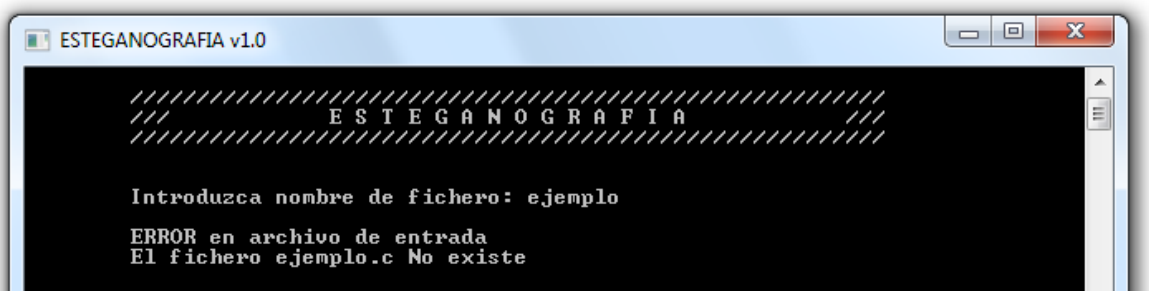 ESTEGANOGRAFIA v1.0
//////////////////////////////////////////////////////////
/// E S T E G A N O G R A F I A ///
//////////////////////////////////////////////////////////
Introduzca nombre de fichero: ejemplo
ERROR en archivo de entrada
El fichero ejemplo.c No existe